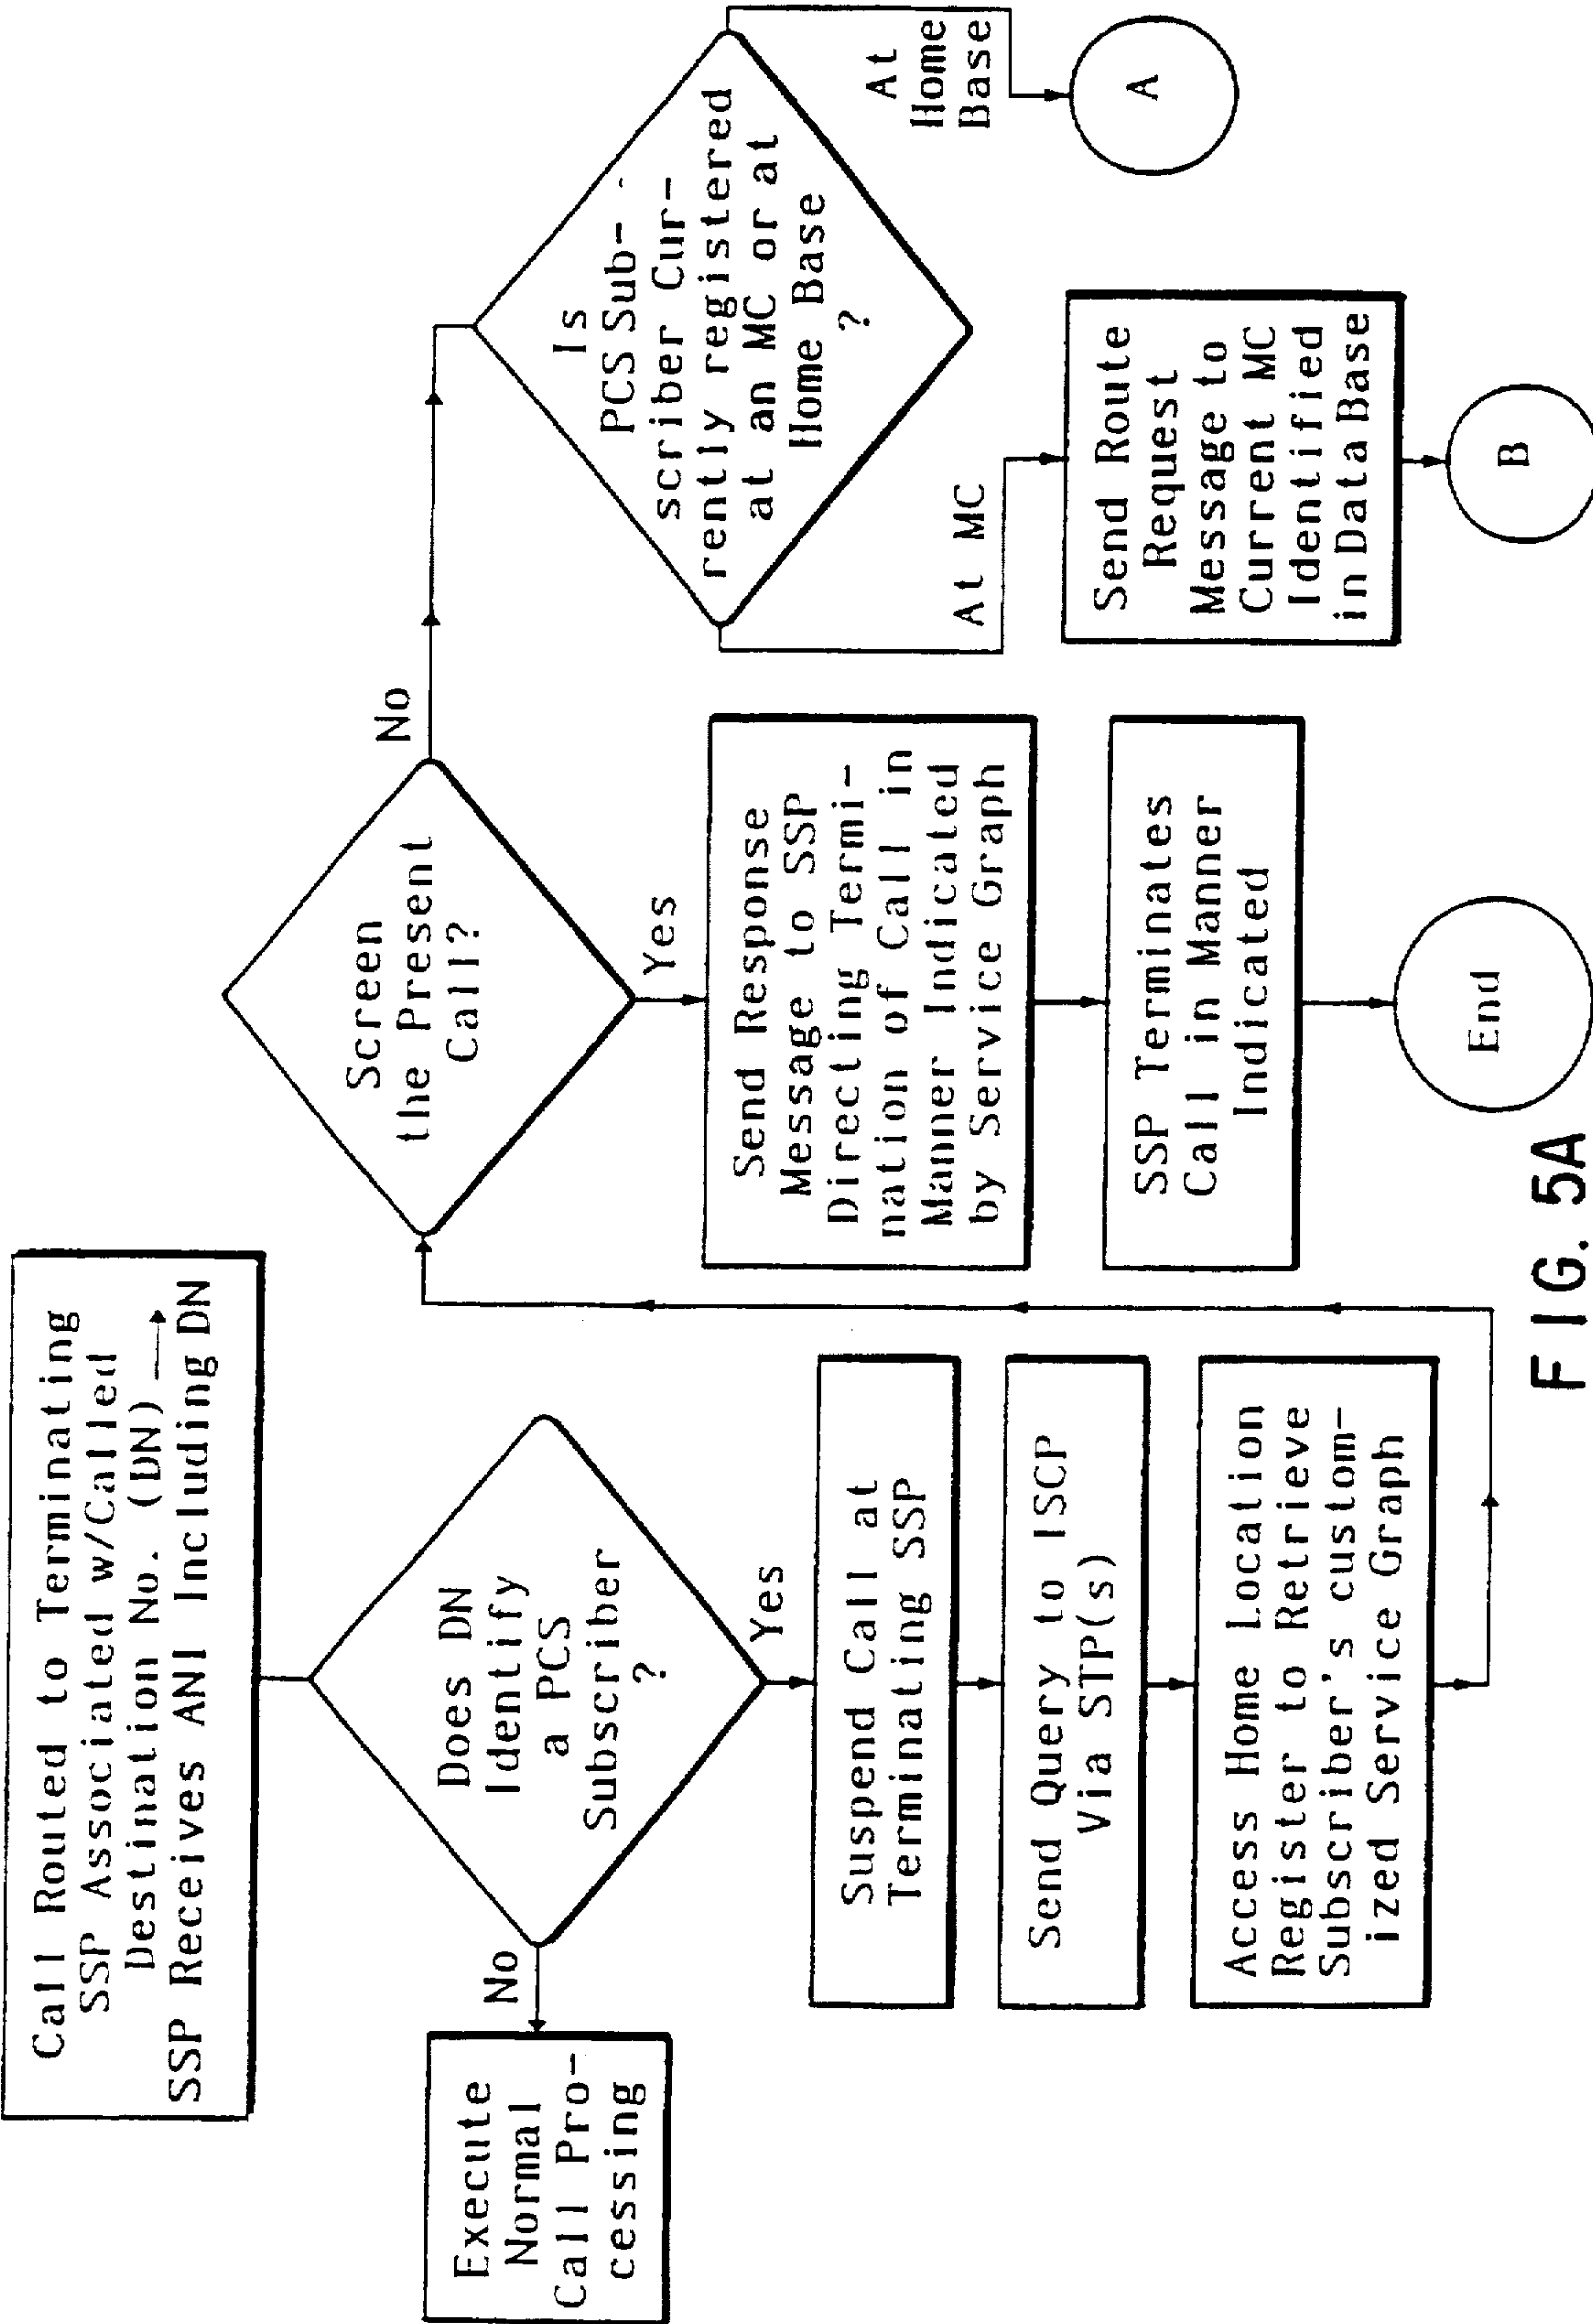 Call Routed to Terminating
SSP Associated w/Called
Destination No. (DN)
SSP Receives ANI Including DN
Does DN
Identify
a PCS
Subscriber
?
No
Execute
Normal
Call Pro-
cessing
Yes
Suspend Call at
Terminating SSP
Send Query to ISCP
Via STP(s)
Access Home Location
Register to Retrieve
Subscriber's custom-
ized Service Graph
Screen
the Present
Call?
Yes
Send Response
Message to SSP
Directing Termi-
nation of Call in
Manner Indicated
by Service Graph
SSP Terminates
Call in Manner
Indicated
End
No
Is
PCS Sub-
scriber Cur-
rently registered
at an MC or at
Home Base
?
At MC
Send Route
Request
Message to
Current MC
Identified
in Data Base
B
At
Home
Base
A
FIG. 5A